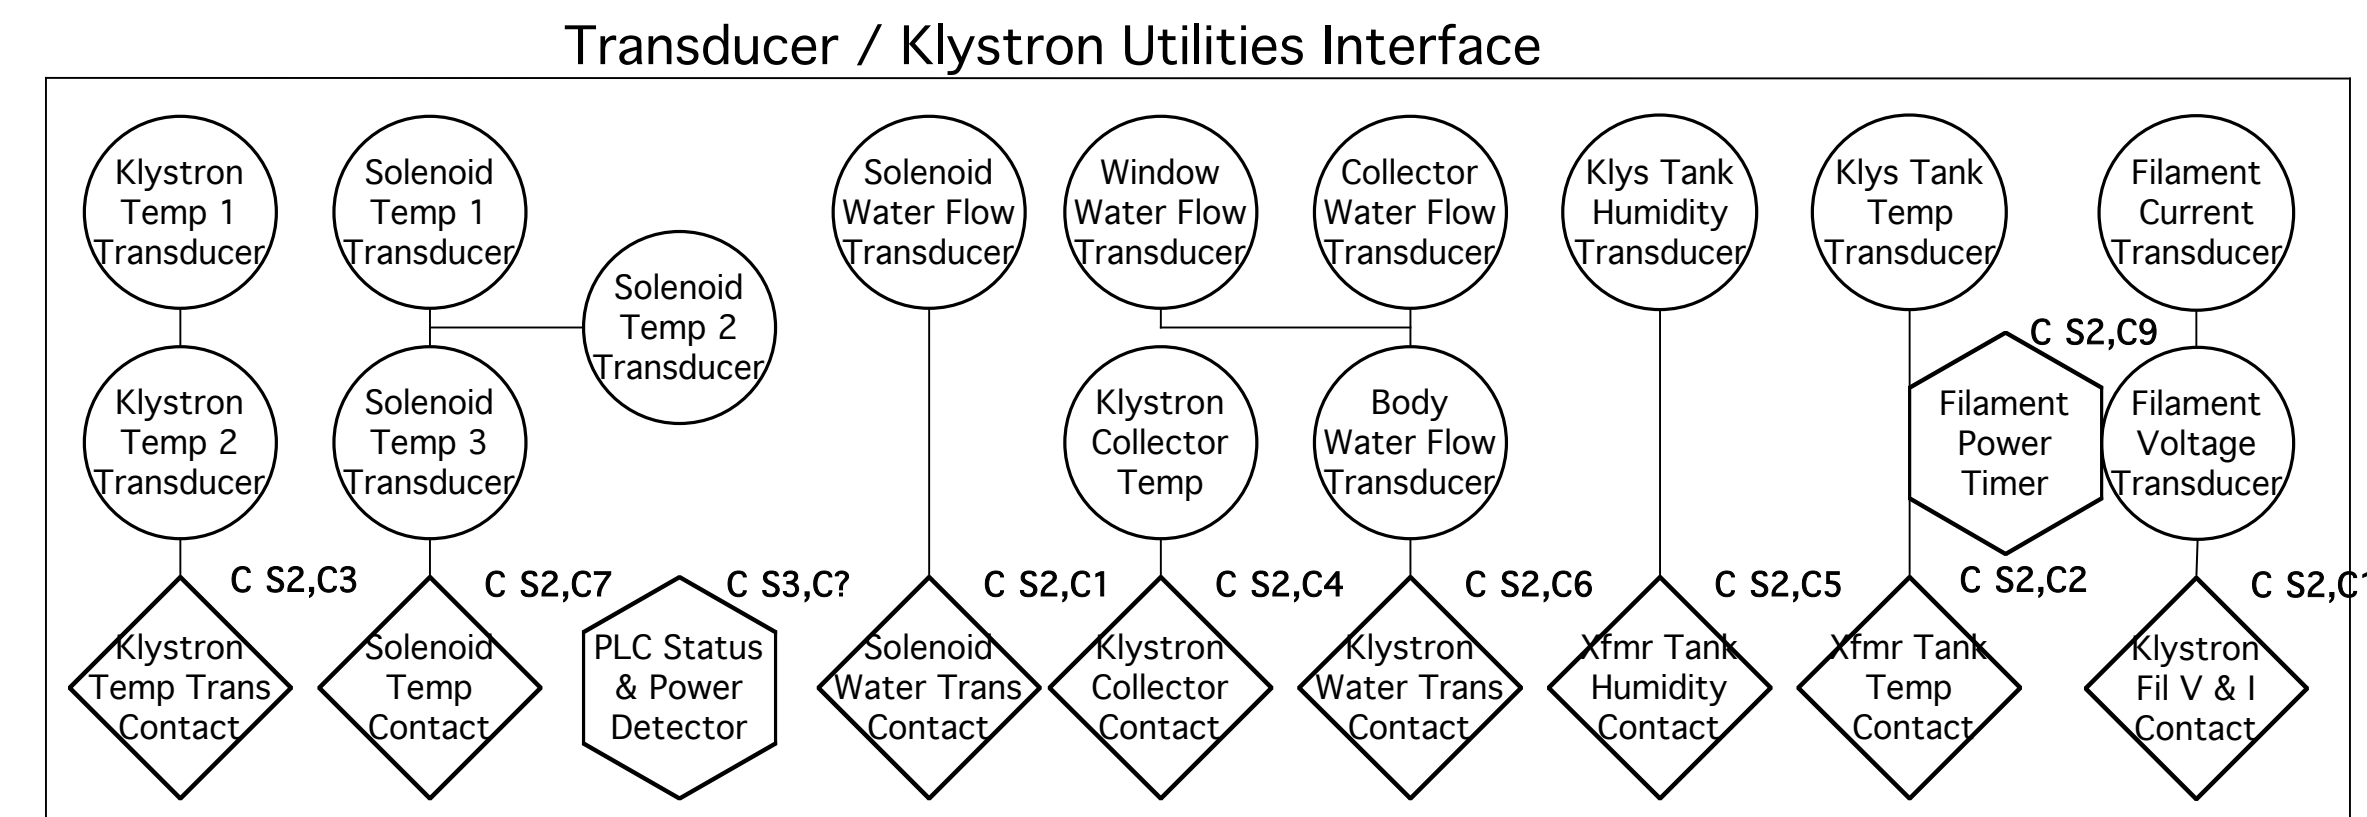 Transducer / Klystron Utilities Interface
Klystron
Temp 1
Transducer
Solenoid
Temp 1
Transducer
Solenoid
Temp 2
Transducer
Solenoid
Water Flow
Transducer
Window
Water Flow
Transducer
Collector
Water Flow
Transducer
Klys Tank
Humidity
Transducer
Klys Tank
Temp
Transducer
Filament
Current
Transducer
Klystron
Temp 2
Transducer
Solenoid
Temp 3
Transducer
Klystron
Collector
Temp
Body
Water Flow
Transducer
C S2,C9
Filament
Power
Timer
Filament
Voltage
Transducer
C S2,C3
Klystron
Temp Trans
Contact
C S2,C7
Solenoid
Temp
Contact
C S3,C?
PLC Status
& Power
Detector
C S2,C1
Solenoid
Water Trans
Contact
C S2,C4
Klystron
Collector
Contact
C S2,C6
Klystron
Water Trans
Contact
C S2,C5
Xfmr Tank
Humidity
Contact
C S2,C2
Xfmr Tank
Temp
Contact
C
Klystron
Fil V & I
Contact